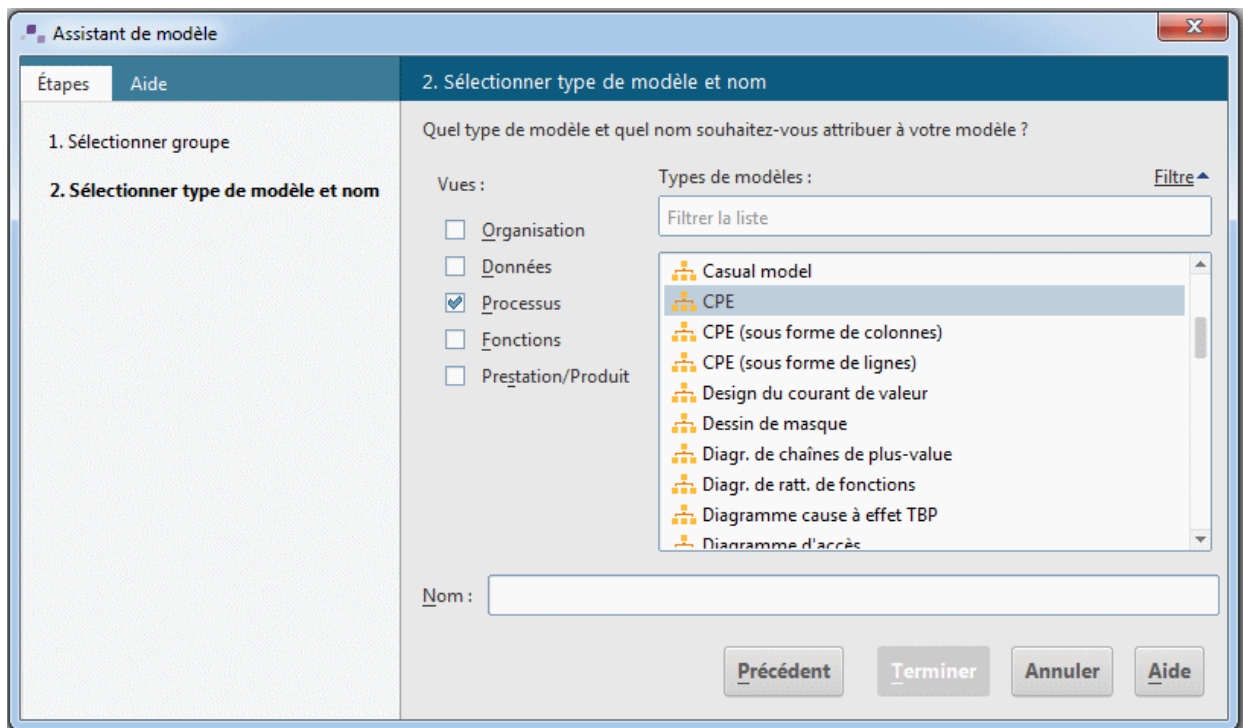 Assistant de modèle
Étapes
Aide
1. Sélectionner groupe
2. Sélectionner type de modèle et nom
2. Sélectionner type de modèle et nom
Quel type de modèle et quel nom souhaitez-vous attribuer à votre modèle ?
Vues :
Organisation
Données
Processus
Fonctions
Prestation/Produit
Types de modèles :
Filtre
Filtrer la liste
Casual model
CPE
CPE (sous forme de colonnes)
CPE (sous forme de lignes)
Design du courant de valeur
Dessin de masque
Diagr. de chaînes de plus-value
Diagr. de ratt. de fonctions
Diagramme cause à effet TBP
Diagramme d'accès
Nom :
Précédent
Terminer
Annuler
Aide